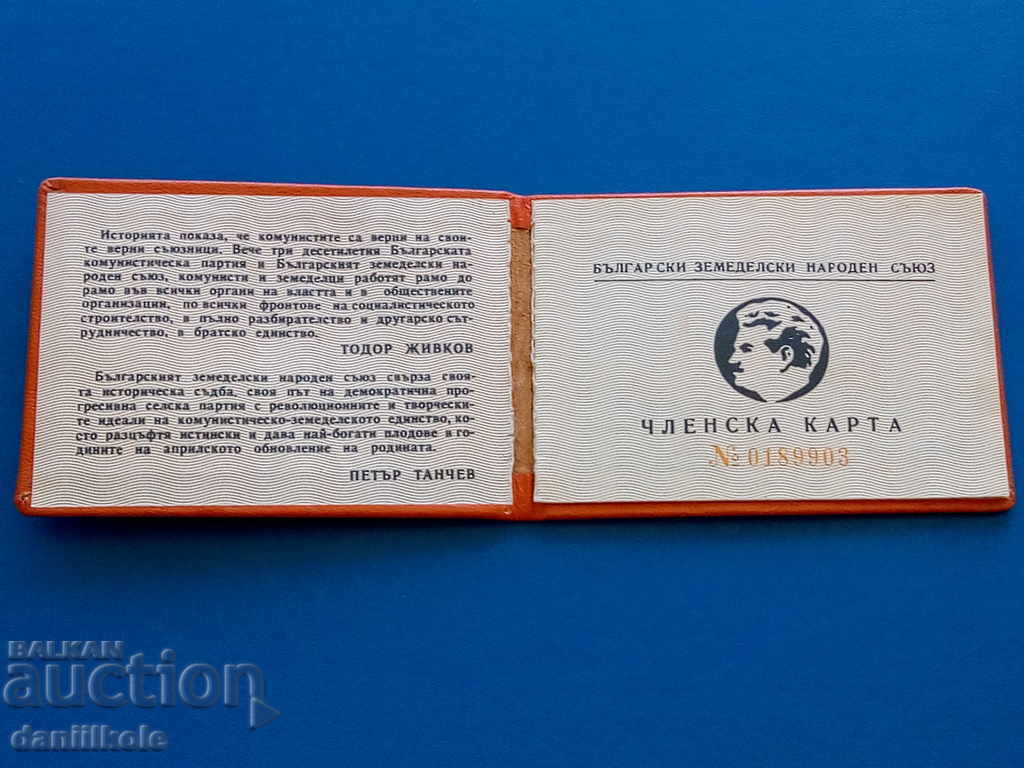 Историята показа, че комунистите са верни на свои-
те верни съюзници. Вече три десетилетия Българската
комунистическа партия и Българският земеделски на-
роден съюз, комунисти и земеделци работят рамо до
рамо във всички органи на властта и в обществените
организации, по всички фронтове на социалистическото
строителство, в пълно разбирателство и другарско сът-
рудничество, в братско единство.
ТОДОР ЖИВКОВ
Българският земеделски народен съюз свърза своя-
та историческа съдба, своя път на демократична про-
гресивна селска партия с революционните и творчески-
те идеали на комунистическо-земеделското единство, ко-
ето разцъфтя истински и дава най-богати плодове в го-
дините на априлското обновление на родината.
ПЕТЪР ТАНЧЕВ
БЪЛГАРСКИ ЗЕМЕДЕЛСКИ НАРОДЕН СЪЮЗ
ЧЛЕНСКА КАРТА
№ 0189903
BALKAN
auction
daniilkole